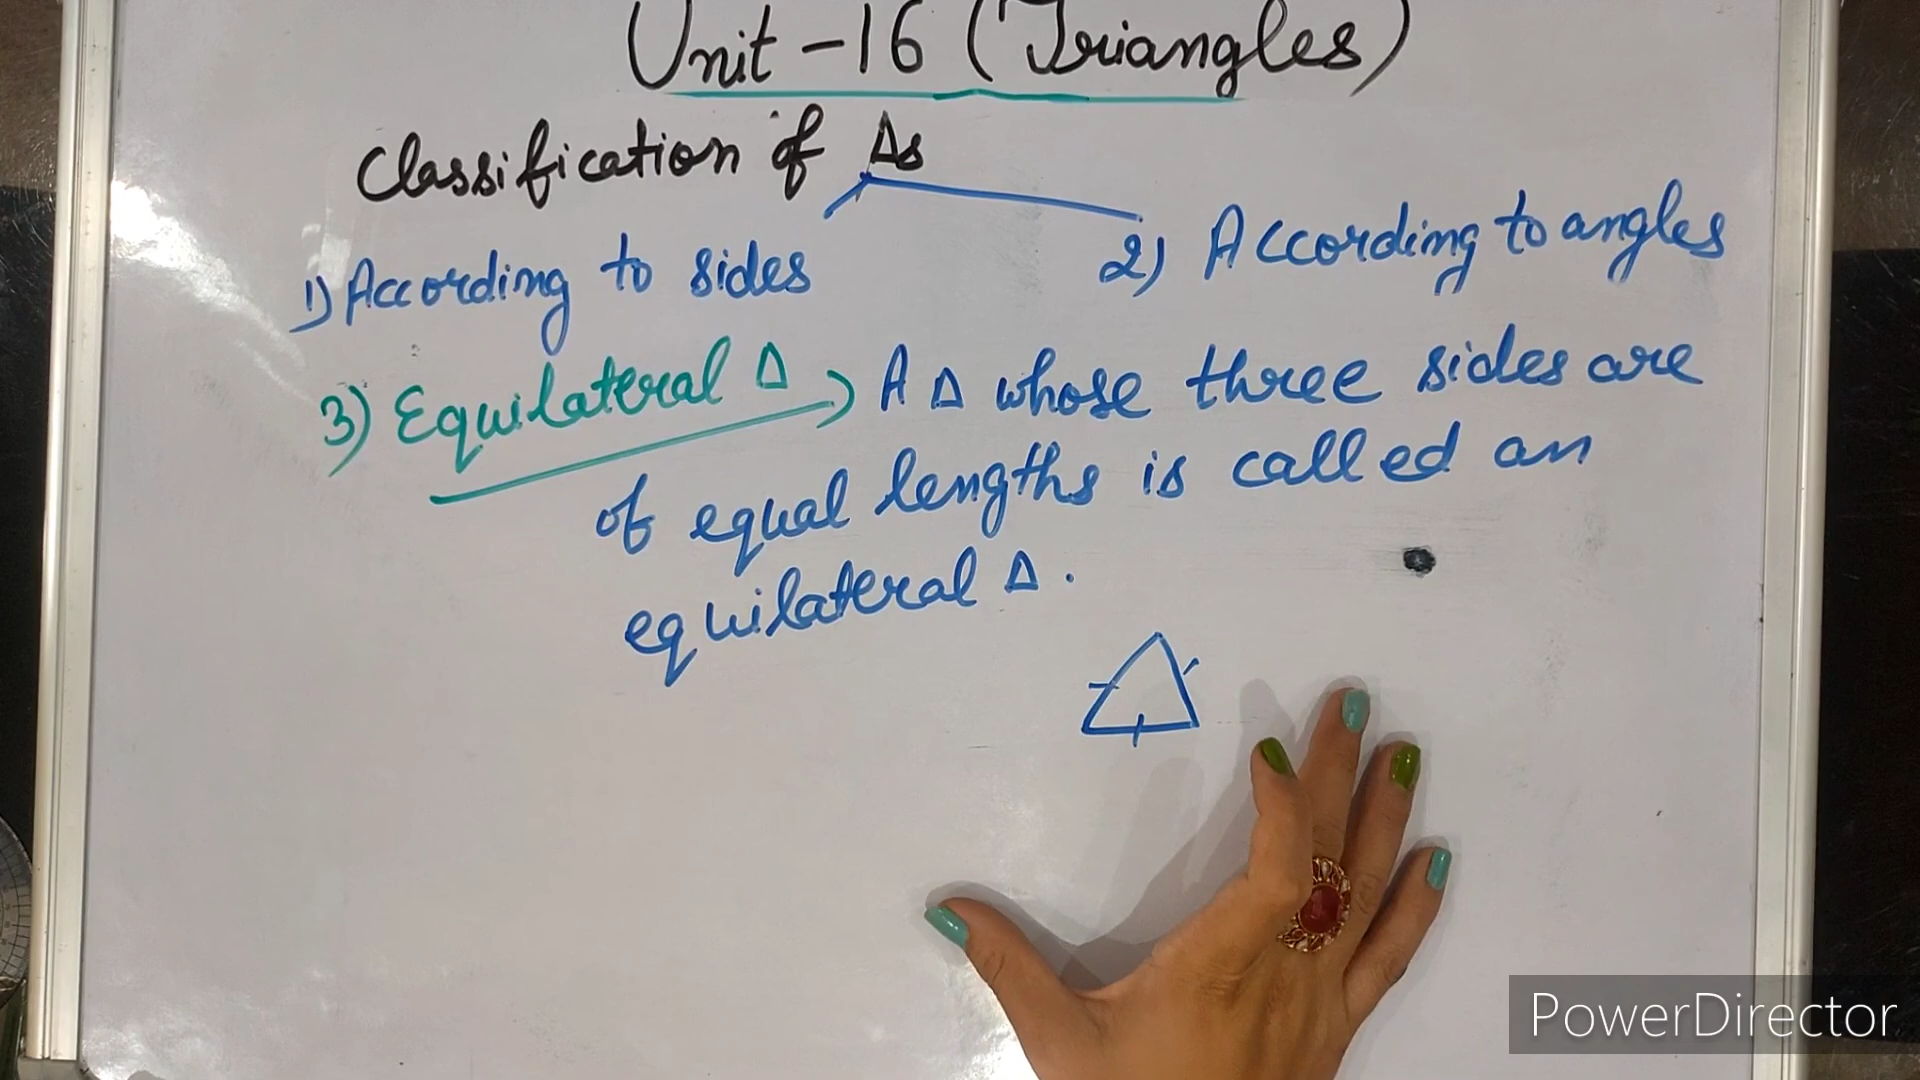 Unit - 16 (Triangles)
Classification of Δs
1) According to sides
2) According to angles
3) Equilateral Δ → A Δ whose three sides are
of equal lengths is called an
equilateral Δ.
PowerDirector